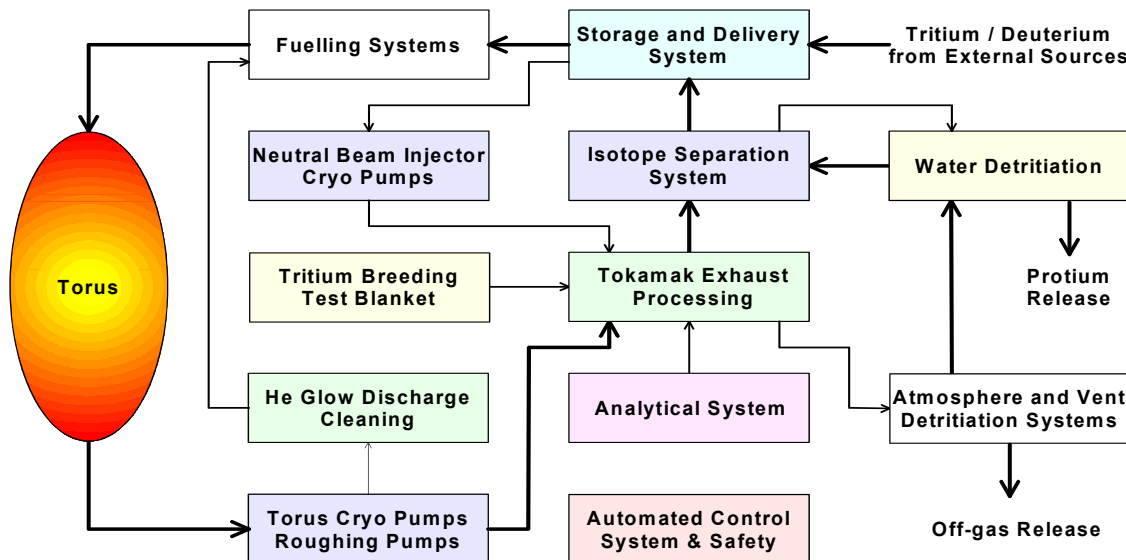 Fuelling Systems
Storage and Delivery
System
Tritium / Deuterium
from External Sources
Neutral Beam Injector
Cryo Pumps
Isotope Separation
System
Water Detritiation
Torus
Tritium Breeding
Test Blanket
Tokamak Exhaust
Processing
Protium
Release
He Glow Discharge
Cleaning
Analytical System
Atmosphere and Vent
Detritiation Systems
Torus Cryo Pumps
Roughing Pumps
Automated Control
System & Safety
Off-gas Release